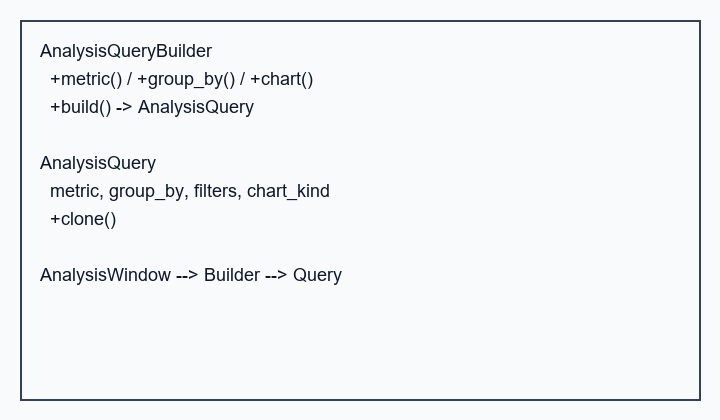 AnalysisQueryBuilder
+metric() / +group_by() / +chart()
+build() -> AnalysisQuery
AnalysisQuery
metric, group_by, filters, chart_kind
+clone()
AnalysisWindow --> Builder --> Query